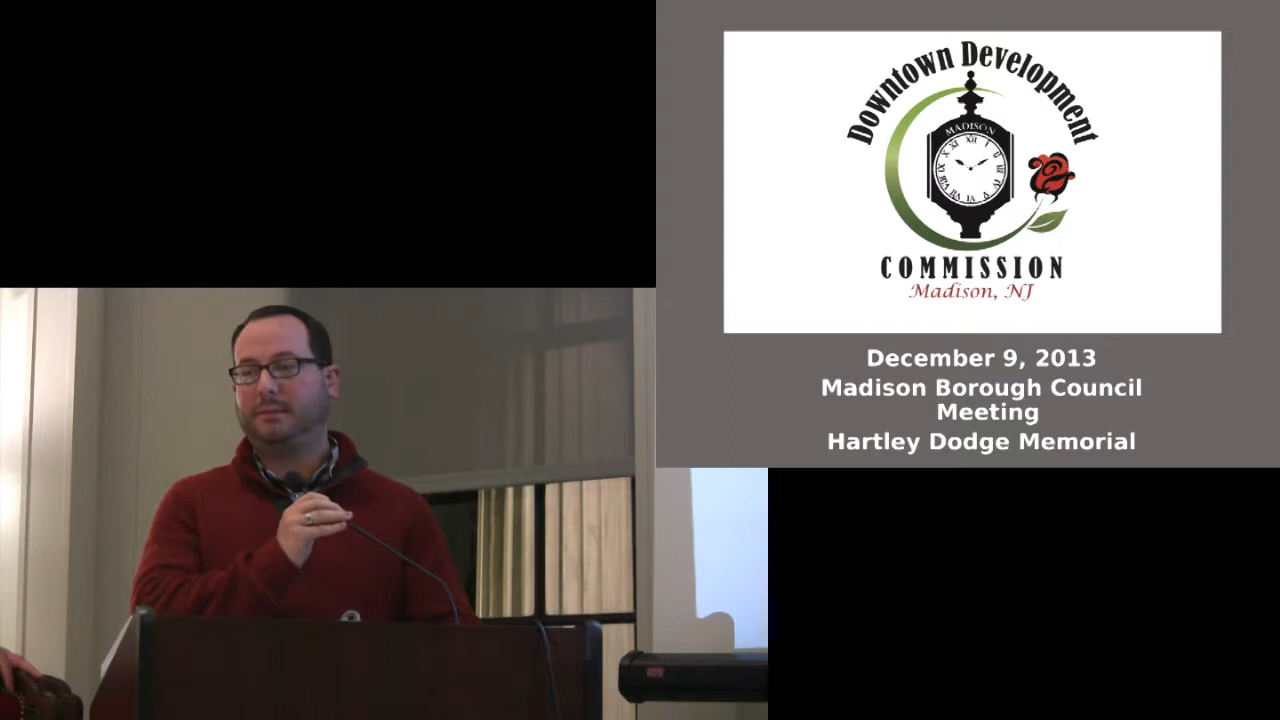 Downtown Development
MADISON
COMMISSION
Madison, NJ
December 9, 2013
Madison Borough Council
Meeting
Hartley Dodge Memorial